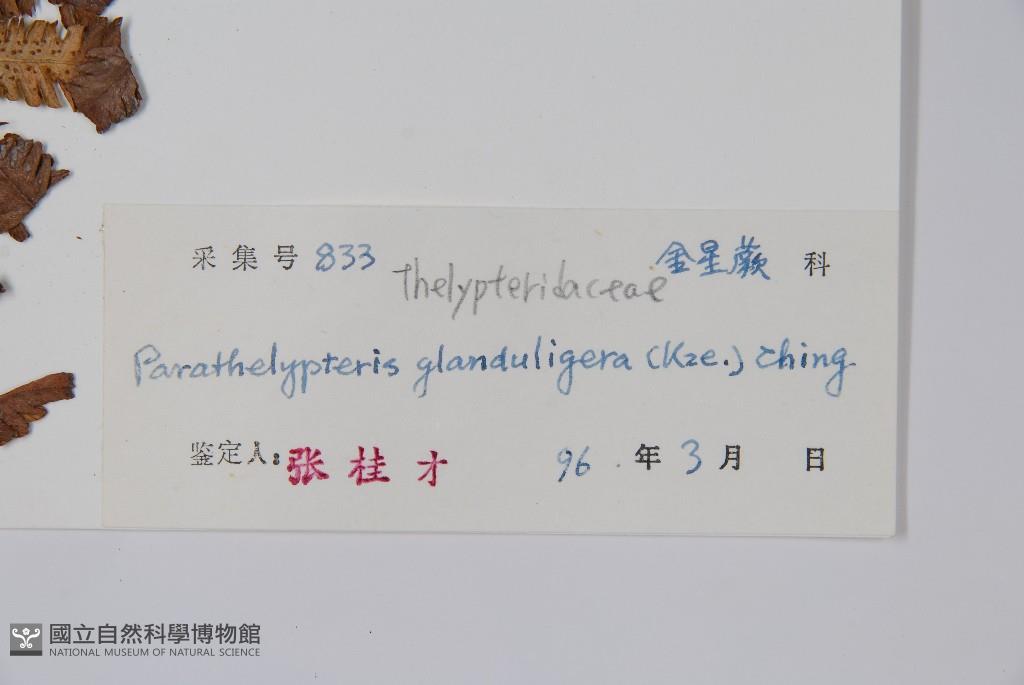 采集号 833 金星蕨 科
Thelypteridaceae
Parathelypteris glanduligera (Kze.) Ching
鉴定人: 张桂才 96. 年 3 月 日
國立自然科學博物館
NATIONAL MUSEUM OF NATURAL SCIENCE